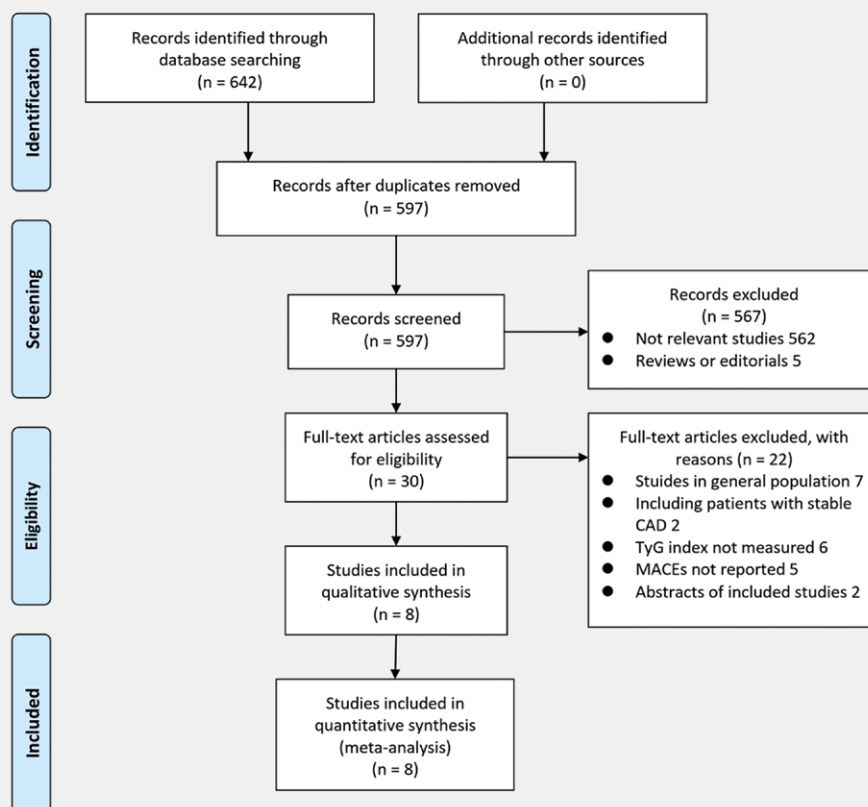 Identification
Records identified through
database searching
(n = 642)
Additional records identified
through other sources
(n = 0)
Records after duplicates removed
(n = 597)
Screening
Records screened
(n = 597)
Records excluded
(n = 567)
● Not relevant studies 562
● Reviews or editorials 5
Eligibility
Full-text articles assessed
for eligibility
(n = 30)
Full-text articles excluded, with
reasons (n = 22)
● Stuides in general population 7
● Including patients with stable
CAD 2
● TyG index not measured 6
● MACEs not reported 5
● Abstracts of included studies 2
Studies included in
qualitative synthesis
(n = 8)
Included
Studies included in
quantitative synthesis
(meta-analysis)
(n = 8)